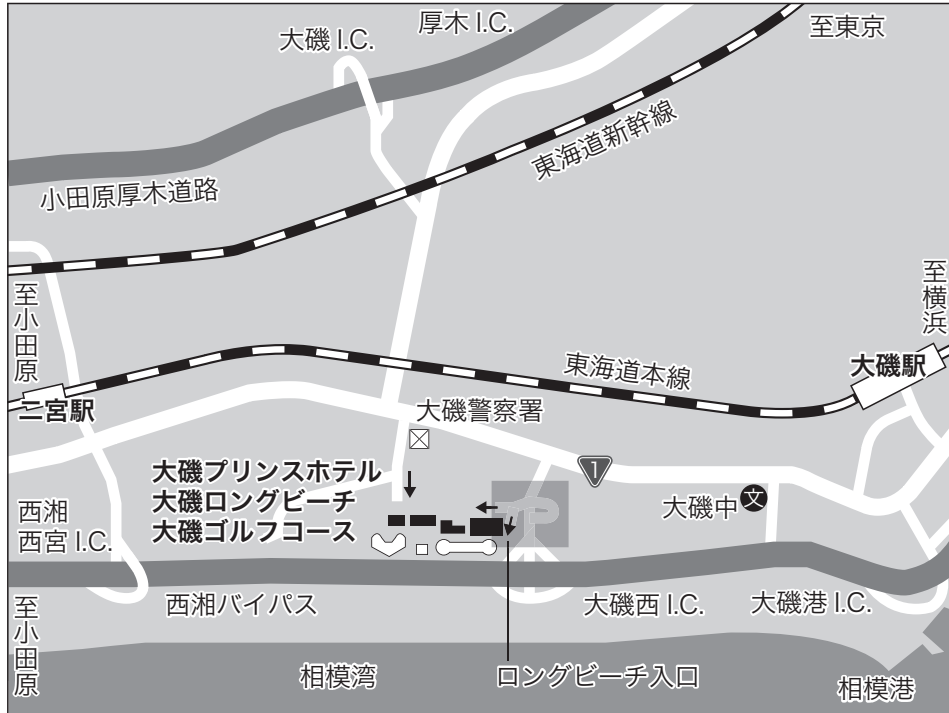 厚木 I.C.
至東京
大磯 I.C.
東海道新幹線
小田原厚木道路
至横浜
至小田原
東海道本線
大磯駅
二宮駅
大磯警察署
1
大磯プリンスホテル
大磯ロングビーチ
大磯ゴルフコース
P
大磯中
文
西湘
西宮 I.C.
西湘バイパス
大磯西 I.C.
大磯港 I.C.
至小田原
相模湾
ロングビーチ入口
相模港